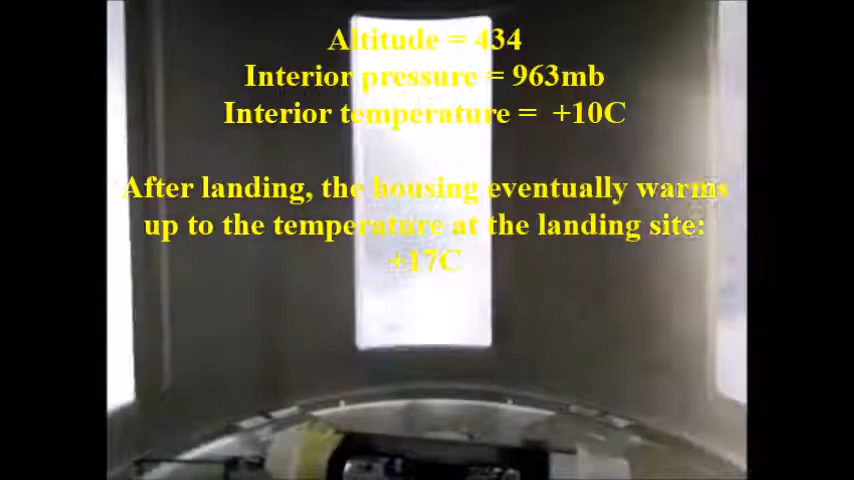 Altitude = 434
Interior pressure = 963mb
Interior temperature = +10C
After landing, the housing eventually warms
up to the temperature at the landing site:
+17C